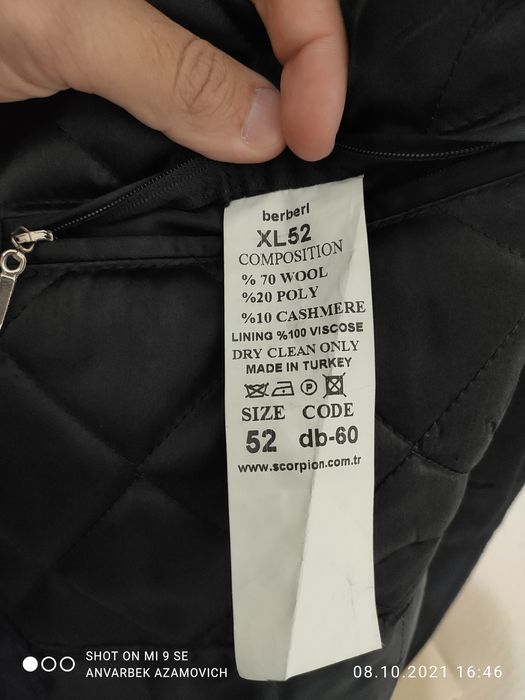 berberl
XL52
COMPOSITION
% 70 WOOL
%20 POLY
%10 CASHMERE
LINING %100 VISCOSE
DRY CLEAN ONLY
MADE IN TURKEY
P
SIZE CODE
52 db-60
www.scorpion.com.tr
SHOT ON MI 9 SE
ANVARBEK AZAMOVICH
08.10.2021 16:46